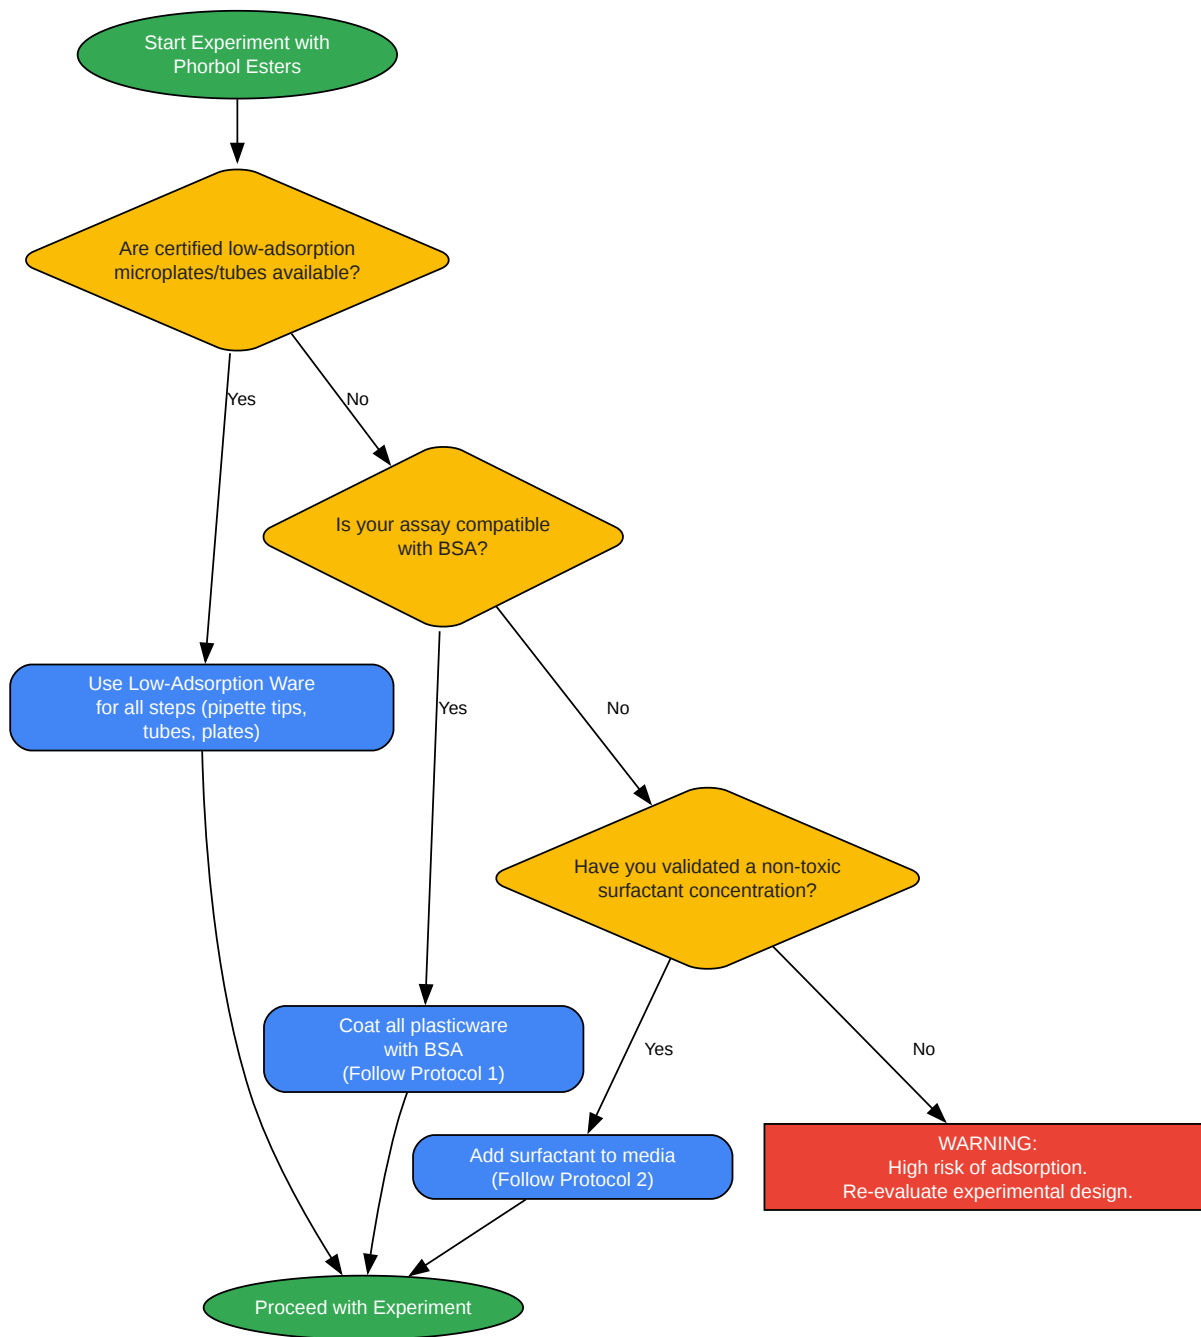 Start Experiment with
Phorbol Esters
Are certified low-adsorption
microplates/tubes available?
Yes
No
Is your assay compatible
with BSA?
Use Low-Adsorption Ware
for all steps (pipette tips,
tubes, plates)
Yes
No
Have you validated a non-toxic
surfactant concentration?
Coat all plasticware
with BSA
(Follow Protocol 1)
Yes
No
Add surfactant to media
(Follow Protocol 2)
WARNING:
High risk of adsorption.
Re-evaluate experimental design.
Proceed with Experiment